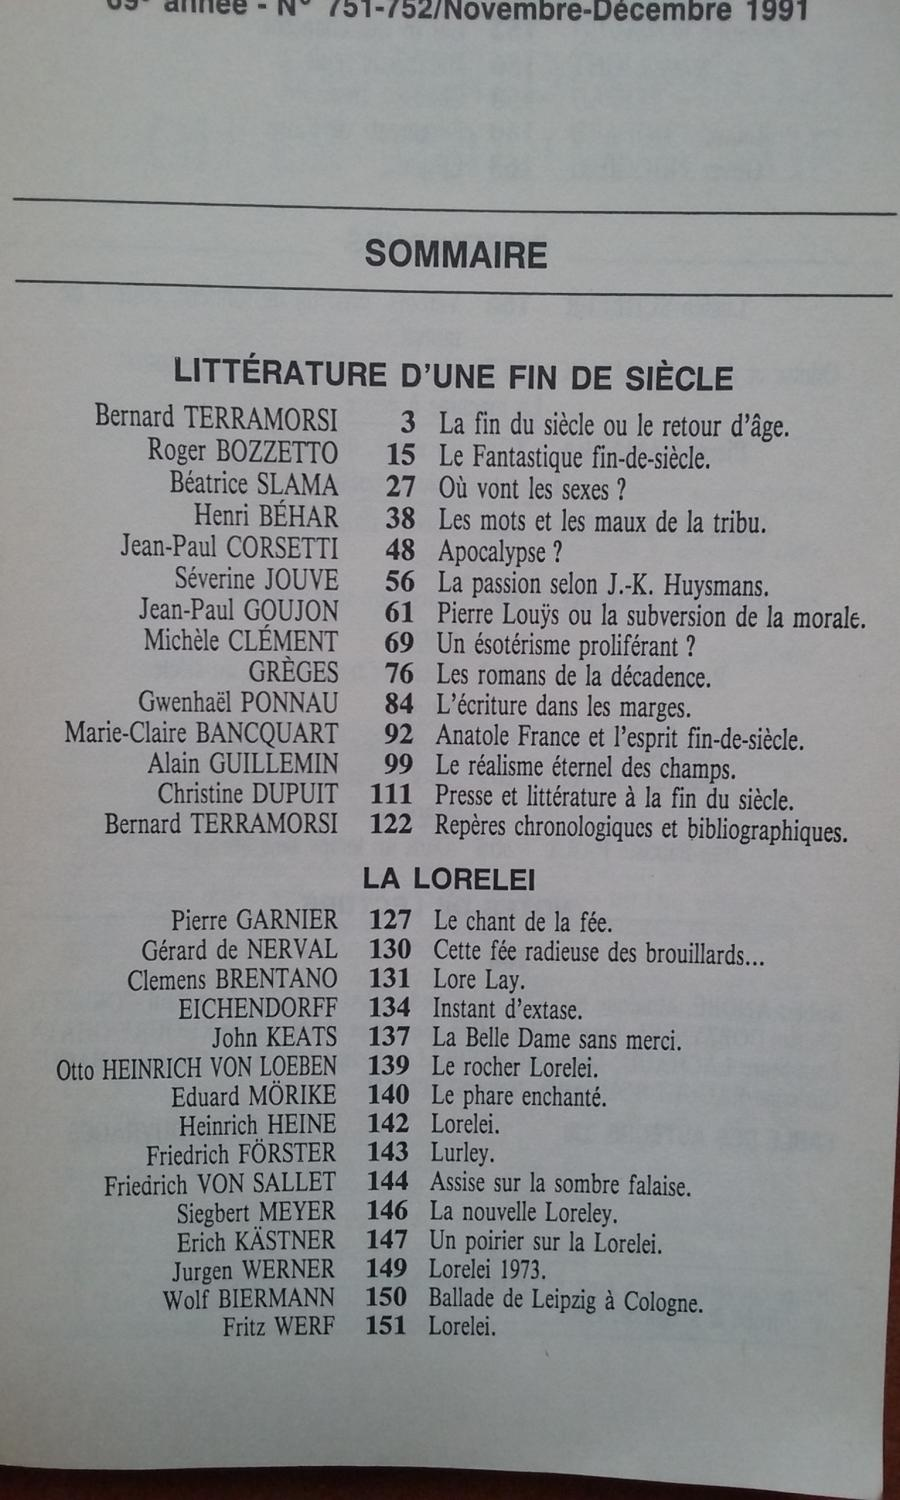 69e année - N° 751-752/Novembre-Décembre 1991
SOMMAIRE
LITTÉRATURE D'UNE FIN DE SIÈCLE
Bernard TERRAMORSI 3 La fin du siècle ou le retour d'âge.
Roger BOZZETTO 15 Le Fantastique fin-de-siècle.
Béatrice SLAMA 27 Où vont les sexes ?
Henri BÉHAR 38 Les mots et les maux de la tribu.
Jean-Paul CORSETTI 48 Apocalypse ?
Séverine JOUVE 56 La passion selon J.-K. Huysmans.
Jean-Paul GOUJON 61 Pierre Louÿs ou la subversion de la morale.
Michèle CLÉMENT 69 Un ésotérisme proliférant ?
GRÈGES 76 Les romans de la décadence.
Gwenhaël PONNAU 84 L'écriture dans les marges.
Marie-Claire BANCQUART 92 Anatole France et l'esprit fin-de-siècle.
Alain GUILLEMIN 99 Le réalisme éternel des champs.
Christine DUPUIT 111 Presse et littérature à la fin du siècle.
Bernard TERRAMORSI 122 Repères chronologiques et bibliographiques.
LA LORELEI
Pierre GARNIER 127 Le chant de la fée.
Gérard de NERVAL 130 Cette fée radieuse des brouillards...
Clemens BRENTANO 131 Lore Lay.
EICHENDORFF 134 Instant d'extase.
John KEATS 137 La Belle Dame sans merci.
Otto HEINRICH VON LOEBEN 139 Le rocher Lorelei.
Eduard MÖRIKE 140 Le phare enchanté.
Heinrich HEINE 142 Lorelei.
Friedrich FÖRSTER 143 Lurley.
Friedrich VON SALLET 144 Assise sur la sombre falaise.
Siegbert MEYER 146 La nouvelle Loreley.
Erich KÄSTNER 147 Un poirier sur la Lorelei.
Jurgen WERNER 149 Lorelei 1973.
Wolf BIERMANN 150 Ballade de Leipzig à Cologne.
Fritz WERF 151 Lorelei.